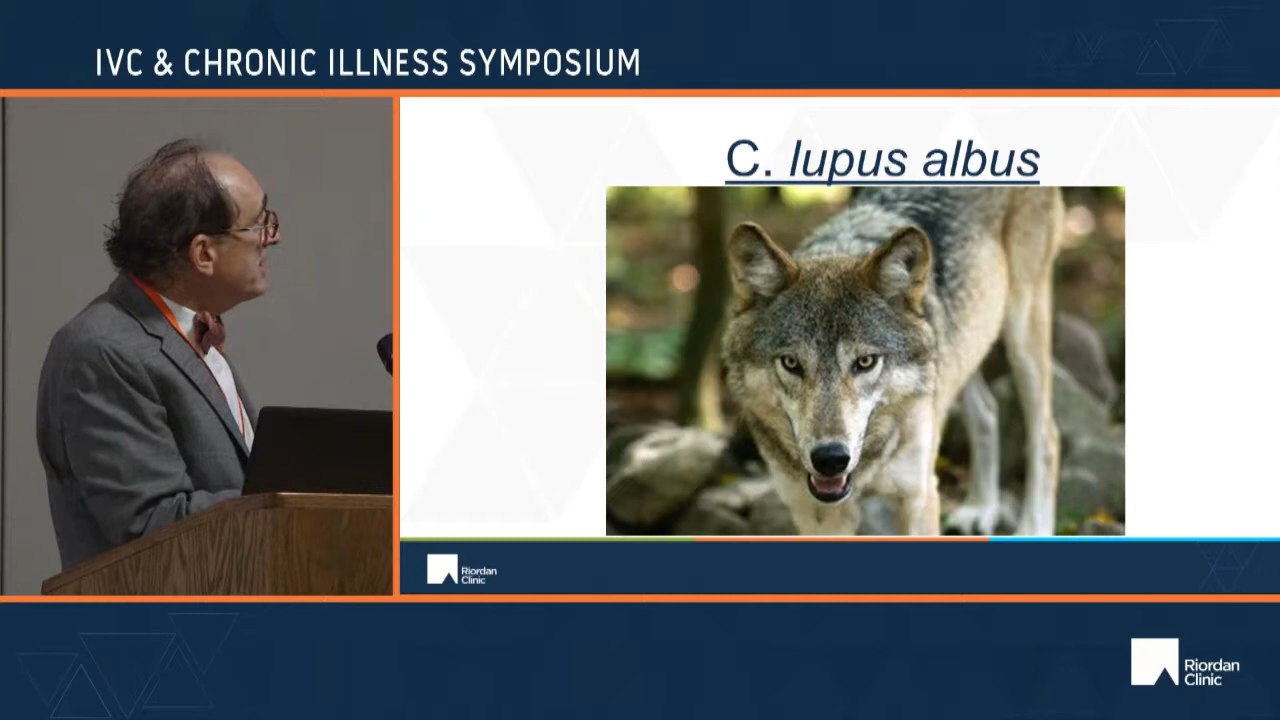 IVC & CHRONIC ILLNESS SYMPOSIUM
C. lupus albus
Riordan
Clinic
Riordan
Clinic